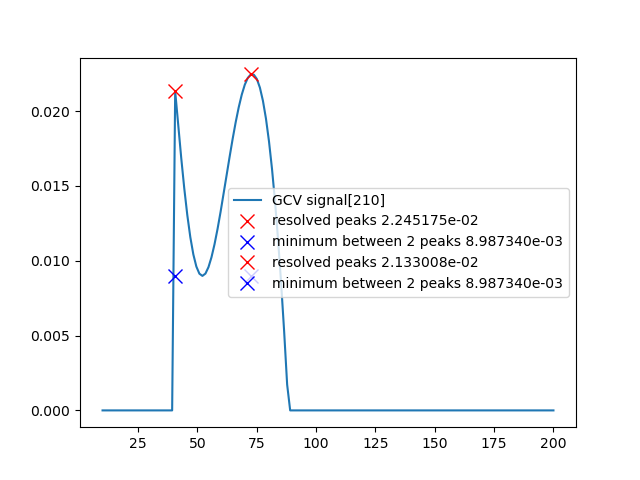 0.020
0.015
0.010
0.005
0.000
GCV signal[210]
resolved peaks 2.245175e-02
minimum between 2 peaks 8.987340e-03
resolved peaks 2.133008e-02
minimum between 2 peaks 8.987340e-03
25 50 75 100 125 150 175 200